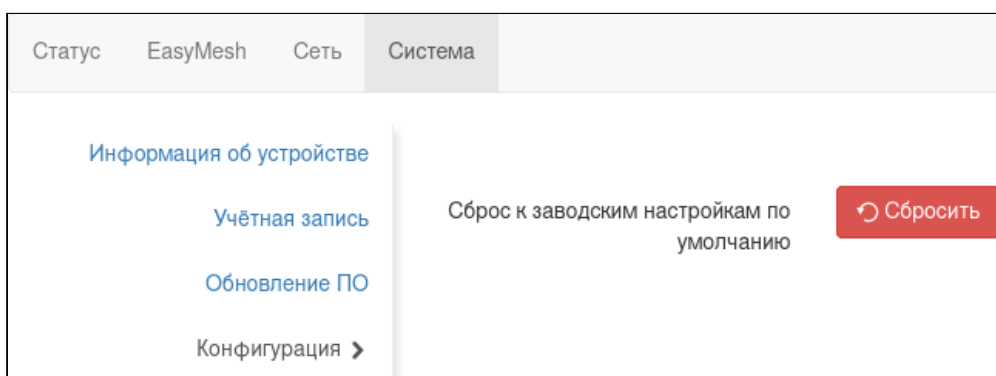 Статус EasyMesh Сеть Система
Информация об устройстве
Учётная запись
Обновление ПО
Конфигурация
Сброс к заводским настройкам по
умолчанию
Сбросить